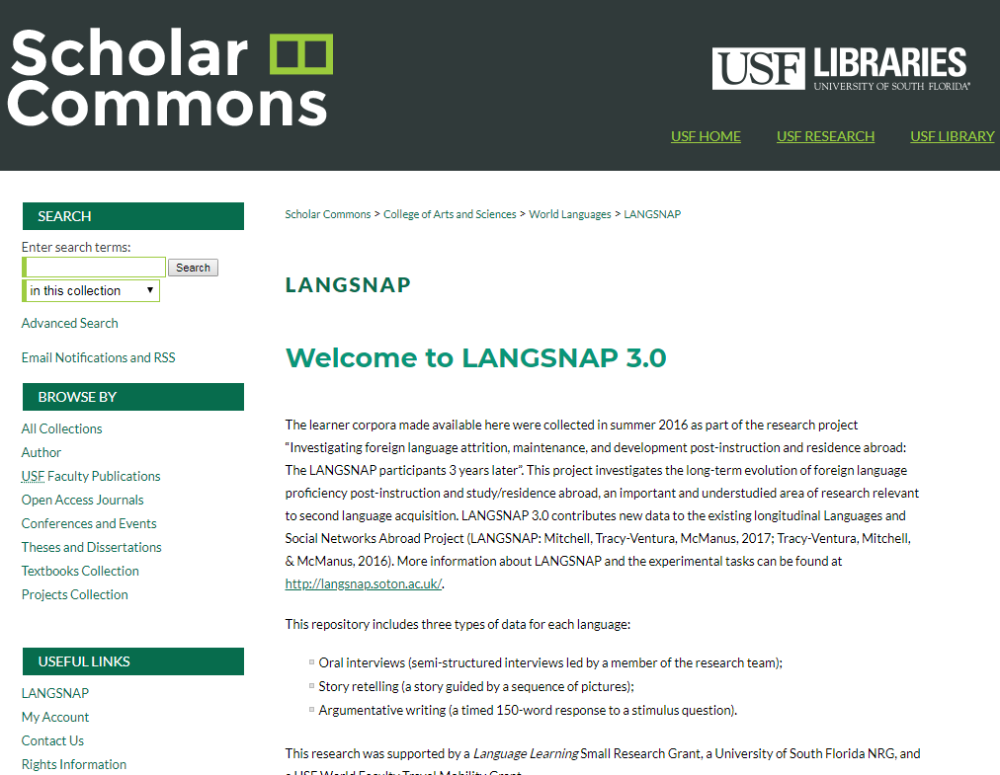 Scholar
Commons
USF LIBRARIES
UNIVERSITY OF SOUTH FLORIDA®
USF HOME USF RESEARCH USF LIBRARY
SEARCH
Enter search terms:
Search
in this collection
Advanced Search
Email Notifications and RSS
BROWSE BY
All Collections
Author
USF Faculty Publications
Open Access Journals
Conferences and Events
Theses and Dissertations
Textbooks Collection
Projects Collection
USEFUL LINKS
LANGSNAP
My Account
Contact Us
Rights Information
Scholar Commons > College of Arts and Sciences > World Languages > LANGSNAP
LANGSNAP
Welcome to LANGSNAP 3.0
The learner corpora made available here were collected in summer 2016 as part of the research project
“Investigating foreign language attrition, maintenance, and development post-instruction and residence abroad:
The LANGSNAP participants 3 years later”. This project investigates the long-term evolution of foreign language
proficiency post-instruction and study/residence abroad, an important and understudied area of research relevant
to second language acquisition. LANGSNAP 3.0 contributes new data to the existing longitudinal Languages and
Social Networks Abroad Project (LANGSNAP: Mitchell, Tracy-Ventura, McManus, 2017; Tracy-Ventura, Mitchell,
& McManus, 2016). More information about LANGSNAP and the experimental tasks can be found at
http://langsnap.soton.ac.uk/.
This repository includes three types of data for each language:
Oral interviews (semi-structured interviews led by a member of the research team);
Story retelling (a story guided by a sequence of pictures);
Argumentative writing (a timed 150-word response to a stimulus question).
This research was supported by a Language Learning Small Research Grant, a University of South Florida NRG, and
a USF World Faculty Travel Mobility Grant.